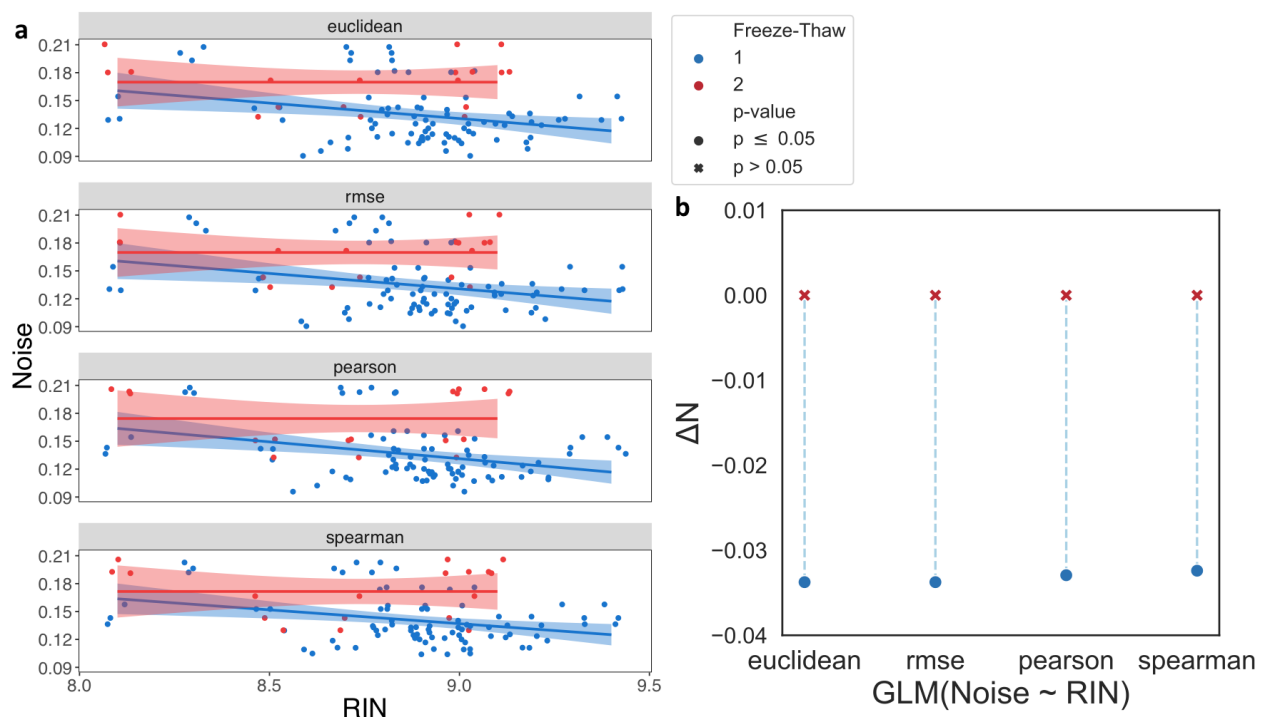 a
euclidean
0.21
0.18
0.15
0.12
0.09
rmse
0.21
0.18
0.15
0.12
0.09
pearson
0.21
0.18
0.15
0.12
0.09
spearman
0.21
0.18
0.15
0.12
0.09
8.0 8.5 9.0 9.5
RIN
Noise
Freeze-Thaw
1
2
p-value
p ≤ 0.05
p > 0.05
b
0.01
0.00
−0.01
−0.02
−0.03
−0.04
ΔN
euclidean rmse pearson spearman
GLM(Noise ~ RIN)